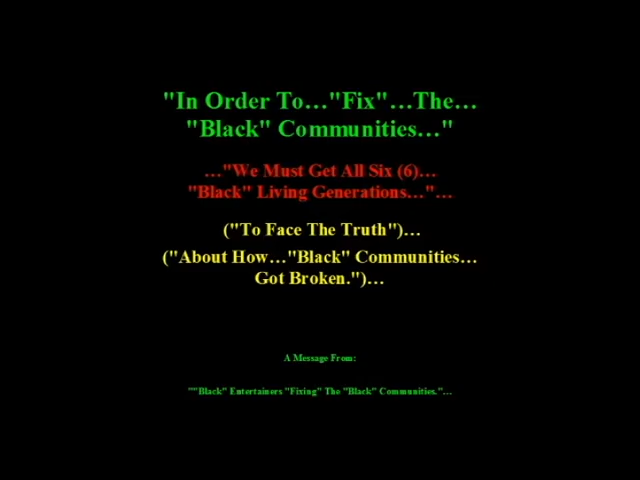 "In Order To…"Fix"…The…
"Black" Communities…"
…"We Must Get All Six (6)…
"Black" Living Generations…"…
("To Face The Truth")…
("About How…"Black" Communities…
Got Broken.")…
A Message From:
""Black" Entertainers "Fixing" The "Black" Communities."…